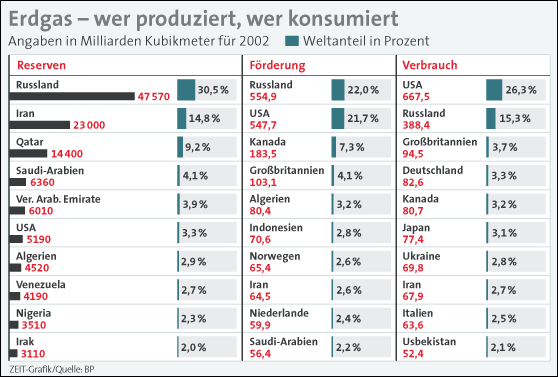 Erdgas – wer produziert, wer konsumiert
Angaben in Milliarden Kubikmeter für 2002 Weltanteil in Prozent
Reserven
Russland
47 570 30,5 %
Iran
23 000 14,8 %
Qatar
14 400 9,2 %
Saudi-Arabien
6360 4,1 %
Ver. Arab. Emirate
6010 3,9 %
USA
5190 3,3 %
Algerien
4520 2,9 %
Venezuela
4190 2,7 %
Nigeria
3510 2,3 %
Irak
3110 2,0 %
Förderung
Russland
554,9 22,0 %
USA
547,7 21,7 %
Kanada
183,5 7,3 %
Großbritannien
103,1 4,1 %
Algerien
80,4 3,2 %
Indonesien
70,6 2,8 %
Norwegen
65,4 2,6 %
Iran
64,5 2,6 %
Niederlande
59,9 2,4 %
Saudi-Arabien
56,4 2,2 %
Verbrauch
USA
667,5 26,3 %
Russland
388,4 15,3 %
Großbritannien
94,5 3,7 %
Deutschland
82,6 3,3 %
Kanada
80,7 3,2 %
Japan
77,4 3,1 %
Ukraine
69,8 2,8 %
Iran
67,9 2,7 %
Italien
63,6 2,5 %
Usbekistan
52,4 2,1 %
ZEIT-Grafik/Quelle: BP